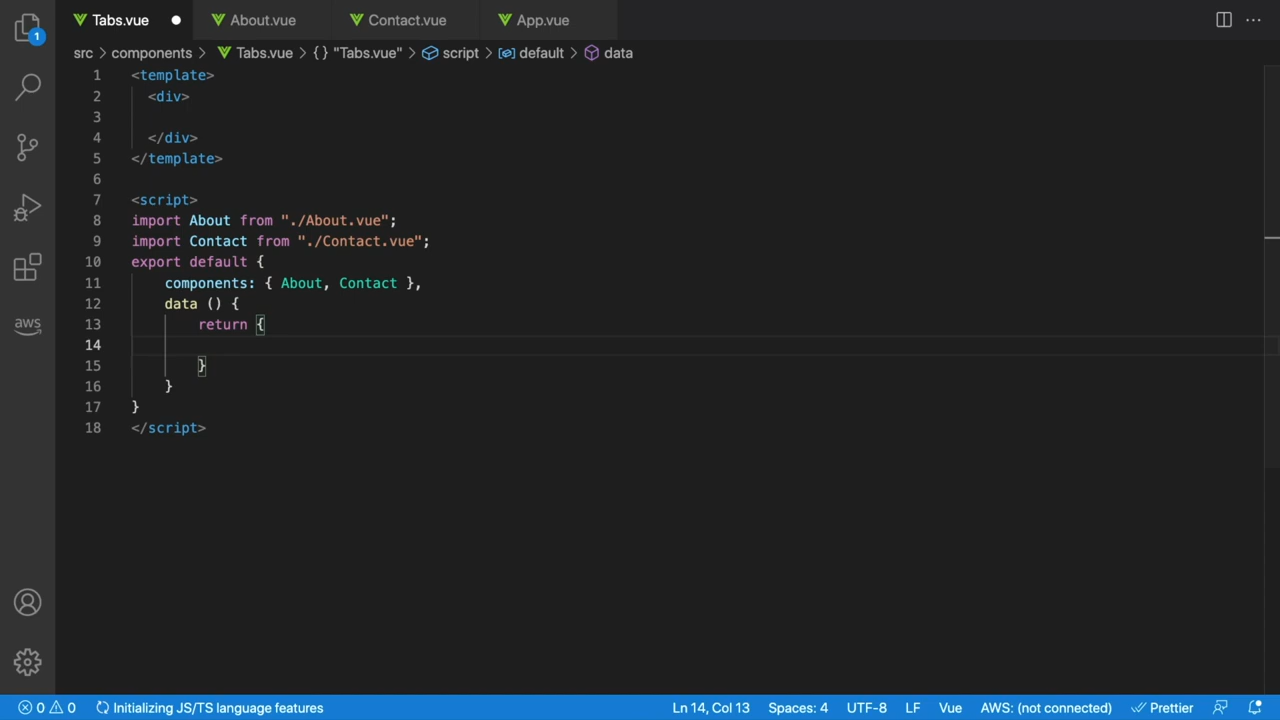 Tabs.vue
About.vue
Contact.vue
App.vue
src > components > Tabs.vue > {} "Tabs.vue" > script > default > data
1 <template>
2 <div>
3
4 </div>
5 </template>
6
7 <script>
8 import About from "./About.vue";
9 import Contact from "./Contact.vue";
10 export default {
11 components: { About, Contact },
12 data () {
13 return {
14
15 }
16 }
17 }
18 </script>
1
aws
0 0 Initializing JS/TS language features Ln 14, Col 13 Spaces: 4 UTF-8 LF Vue AWS: (not connected) Prettier